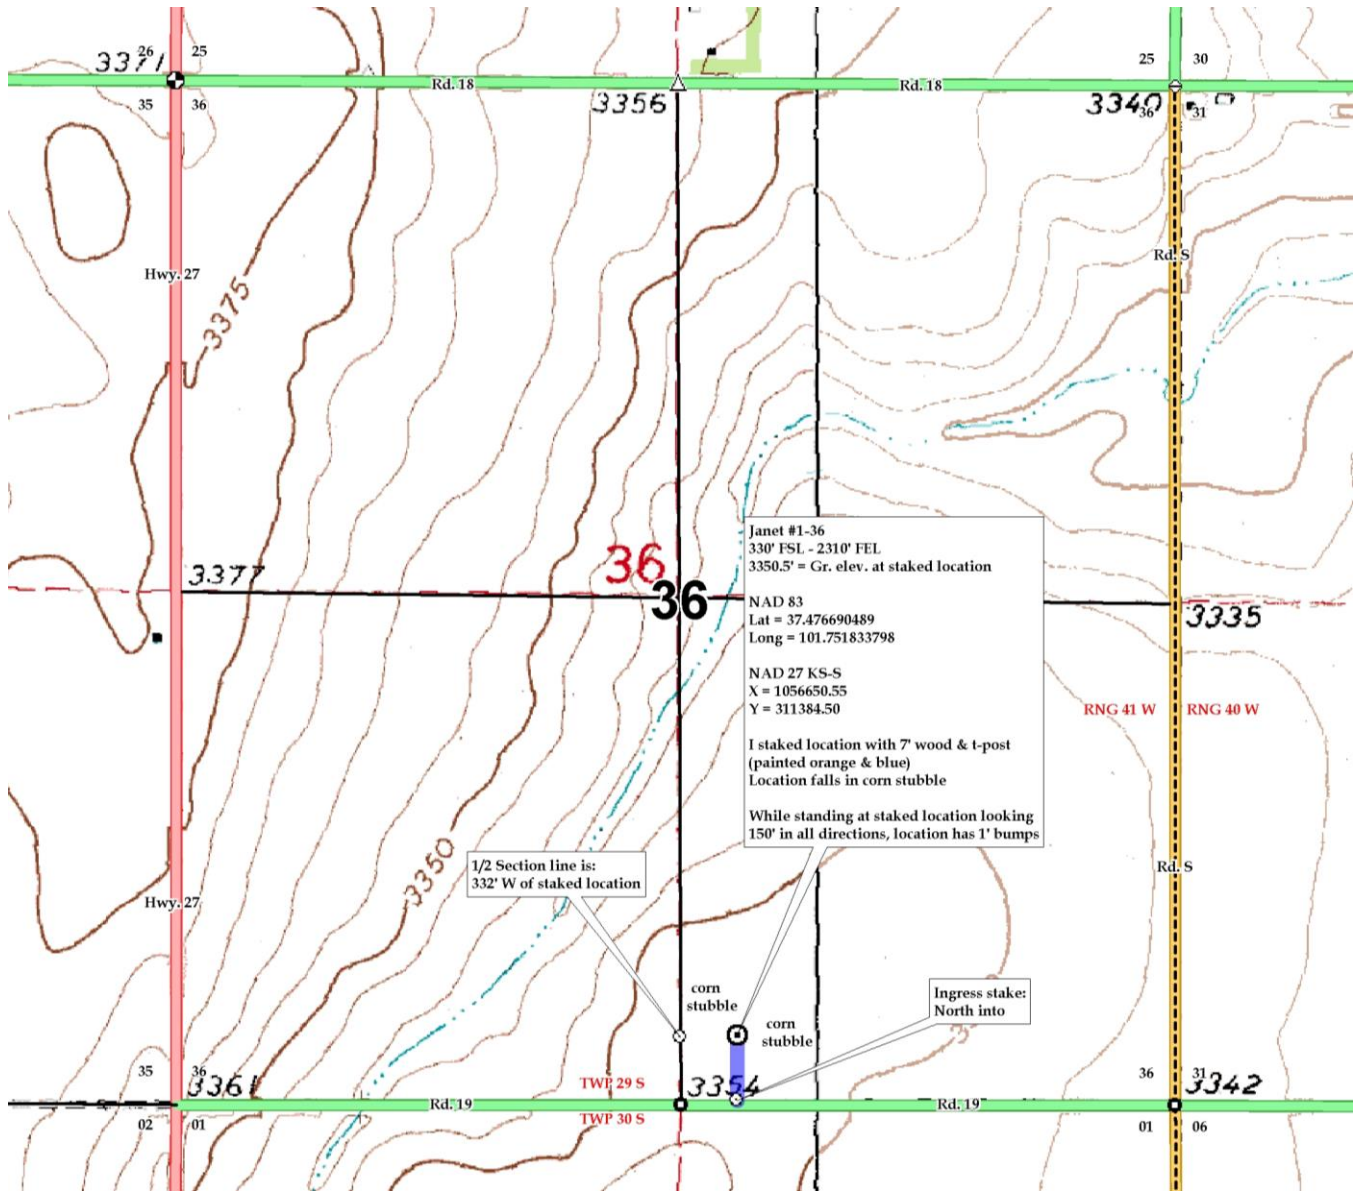 26 25
25 30
3371
Rd. 18
Rd. 18
35 36
3356
3340
36 31
Rd. S
Hwy. 27
3375
36
36
3377
3335
Janet #1-36
330' FSL - 2310' FEL
3350.5' = Gr. elev. at staked location
NAD 83
Lat = 37.476690489
Long = 101.751833798
NAD 27 KS-S
X = 1056650.55
Y = 311384.50
I staked location with 7' wood & t-post
(painted orange & blue)
Location falls in corn stubble
While standing at staked location looking
150' in all directions, location has 1' bumps
RNG 41 W RNG 40 W
3350
1/2 Section line is:
332' W of staked location
Rd. S
Hwy. 27
corn
stubble
corn
stubble
Ingress stake:
North into
35 36
36 31
3361
TWP 29 S
3354
3342
Rd. 19
Rd. 19
TWP 30 S
02 01
01 06